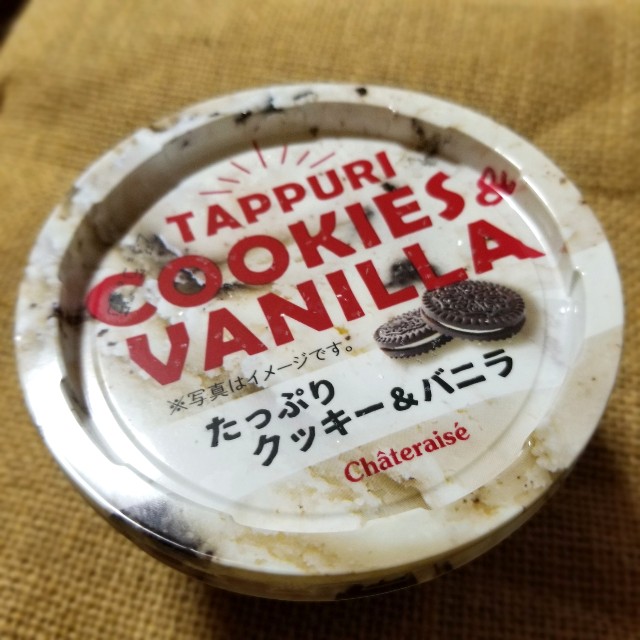 TAPPURI
COOKIES &
VANILLA
※写真はイメージです。
たっぷり
クッキー&バニラ
Châteraisé